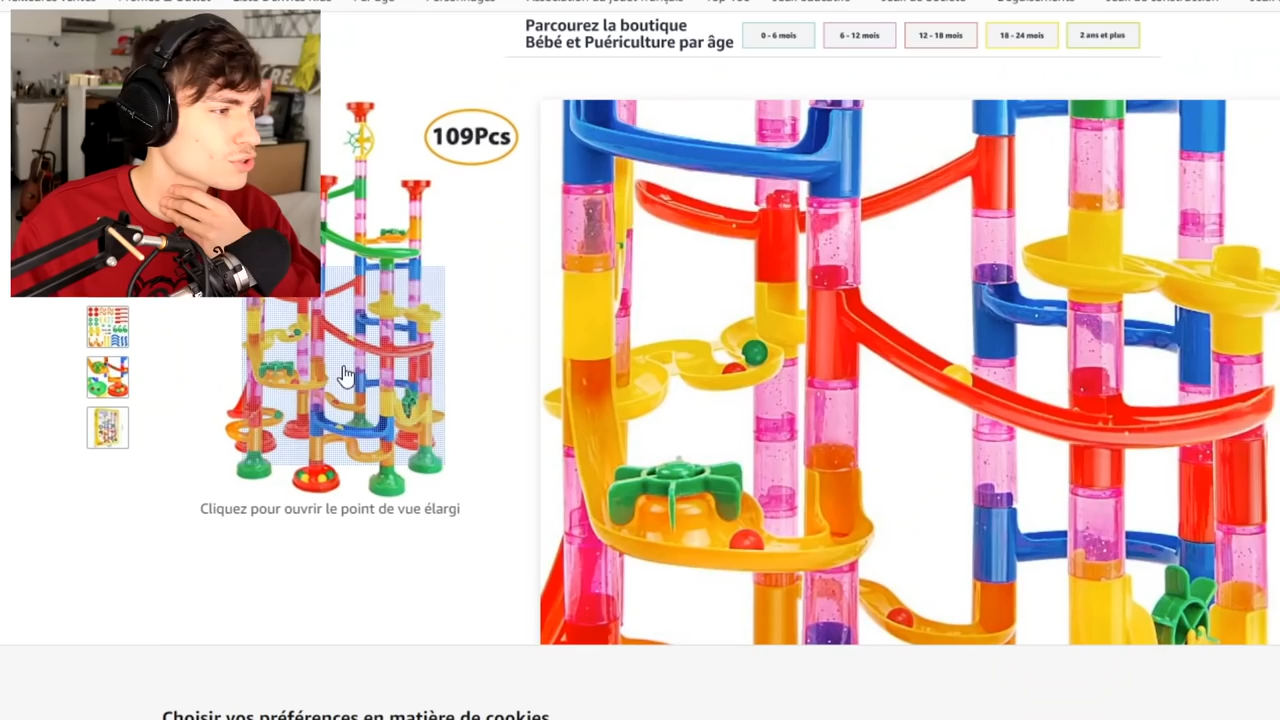 Parcourez la boutique
Bébé et Puériculture par âge
0 - 6 mois
6 - 12 mois
12 - 18 mois
18 - 24 mois
2 ans et plus
109Pcs
Cliquez pour ouvrir le point de vue élargi
Choisir vos préférences en matière de cookies